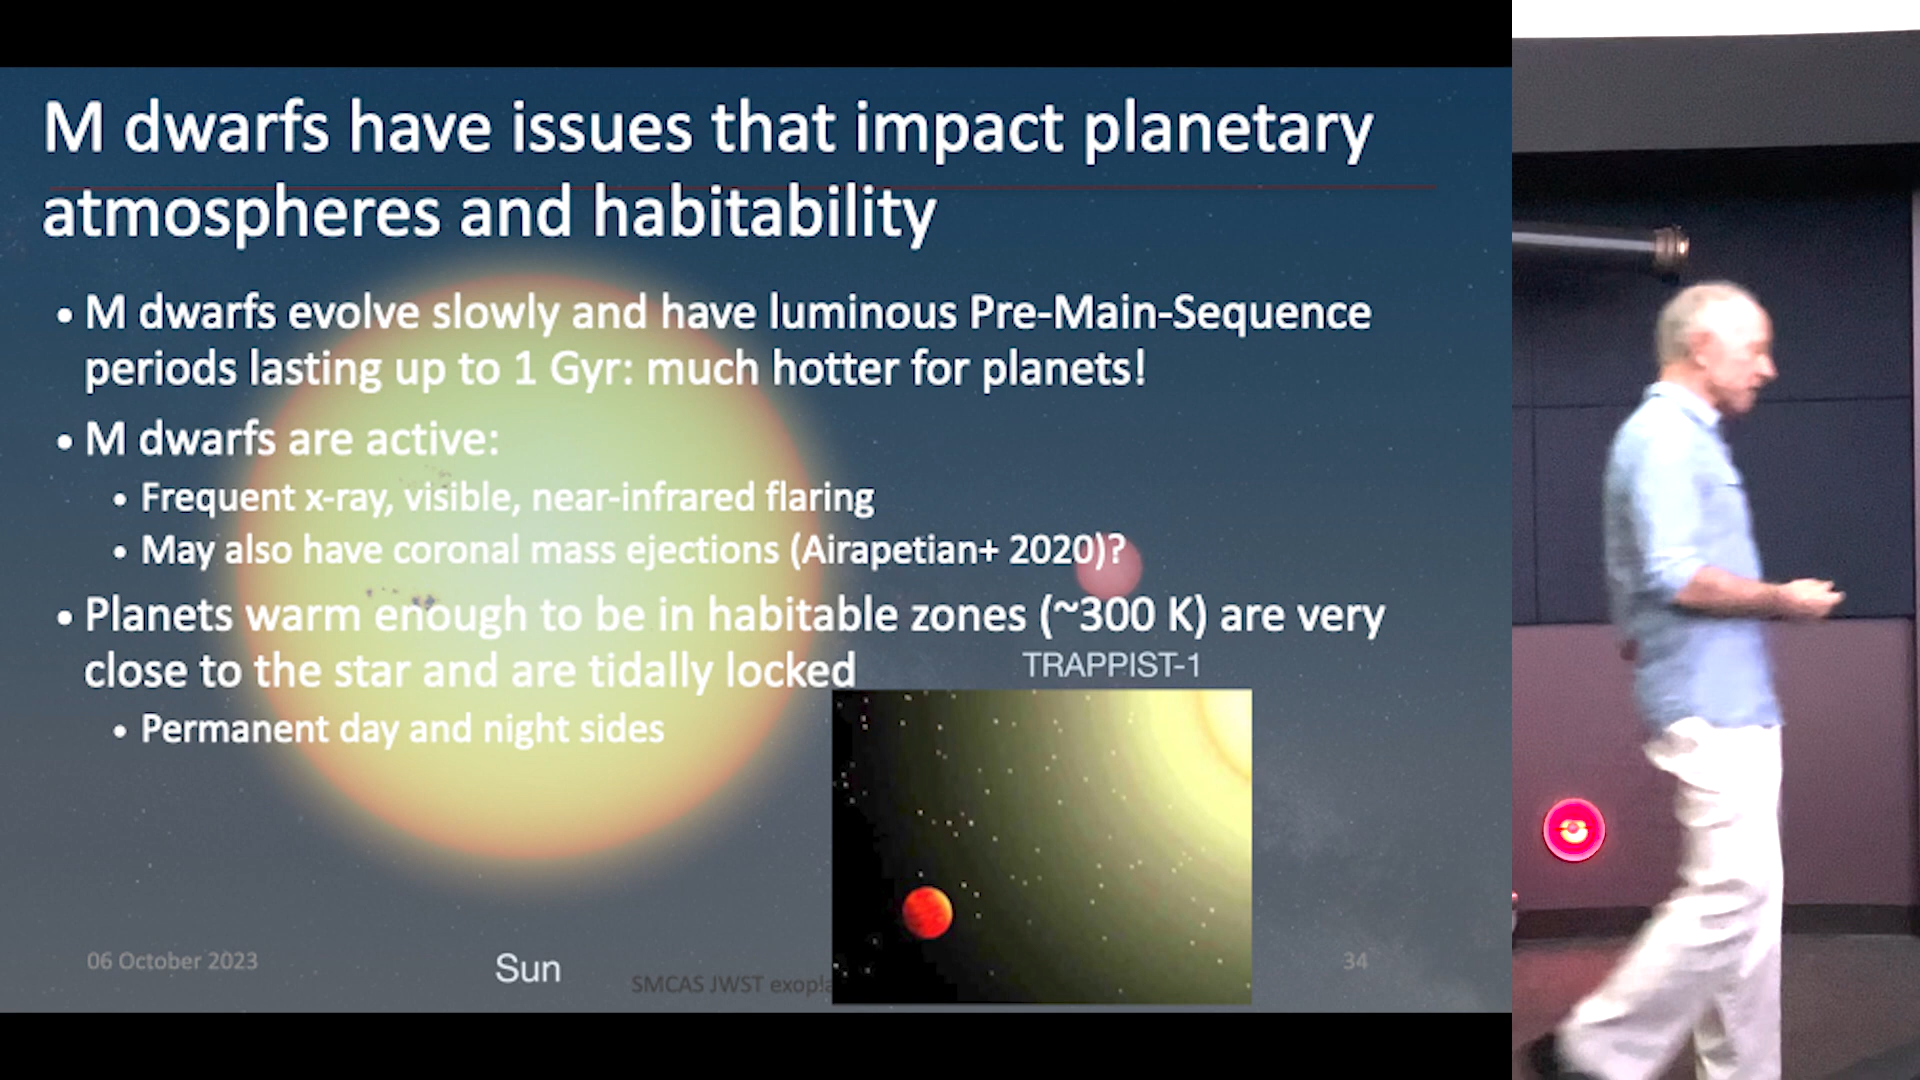 M dwarfs have issues that impact planetary
atmospheres and habitability
• M dwarfs evolve slowly and have luminous Pre-Main-Sequence
periods lasting up to 1 Gyr: much hotter for planets!
• M dwarfs are active:
• Frequent x-ray, visible, near-infrared flaring
• May also have coronal mass ejections (Airapetian+ 2020)?
• Planets warm enough to be in habitable zones (~300 K) are very
close to the star and are tidally locked
TRAPPIST-1
• Permanent day and night sides
06 October 2023
Sun
SMCAS JWST
34